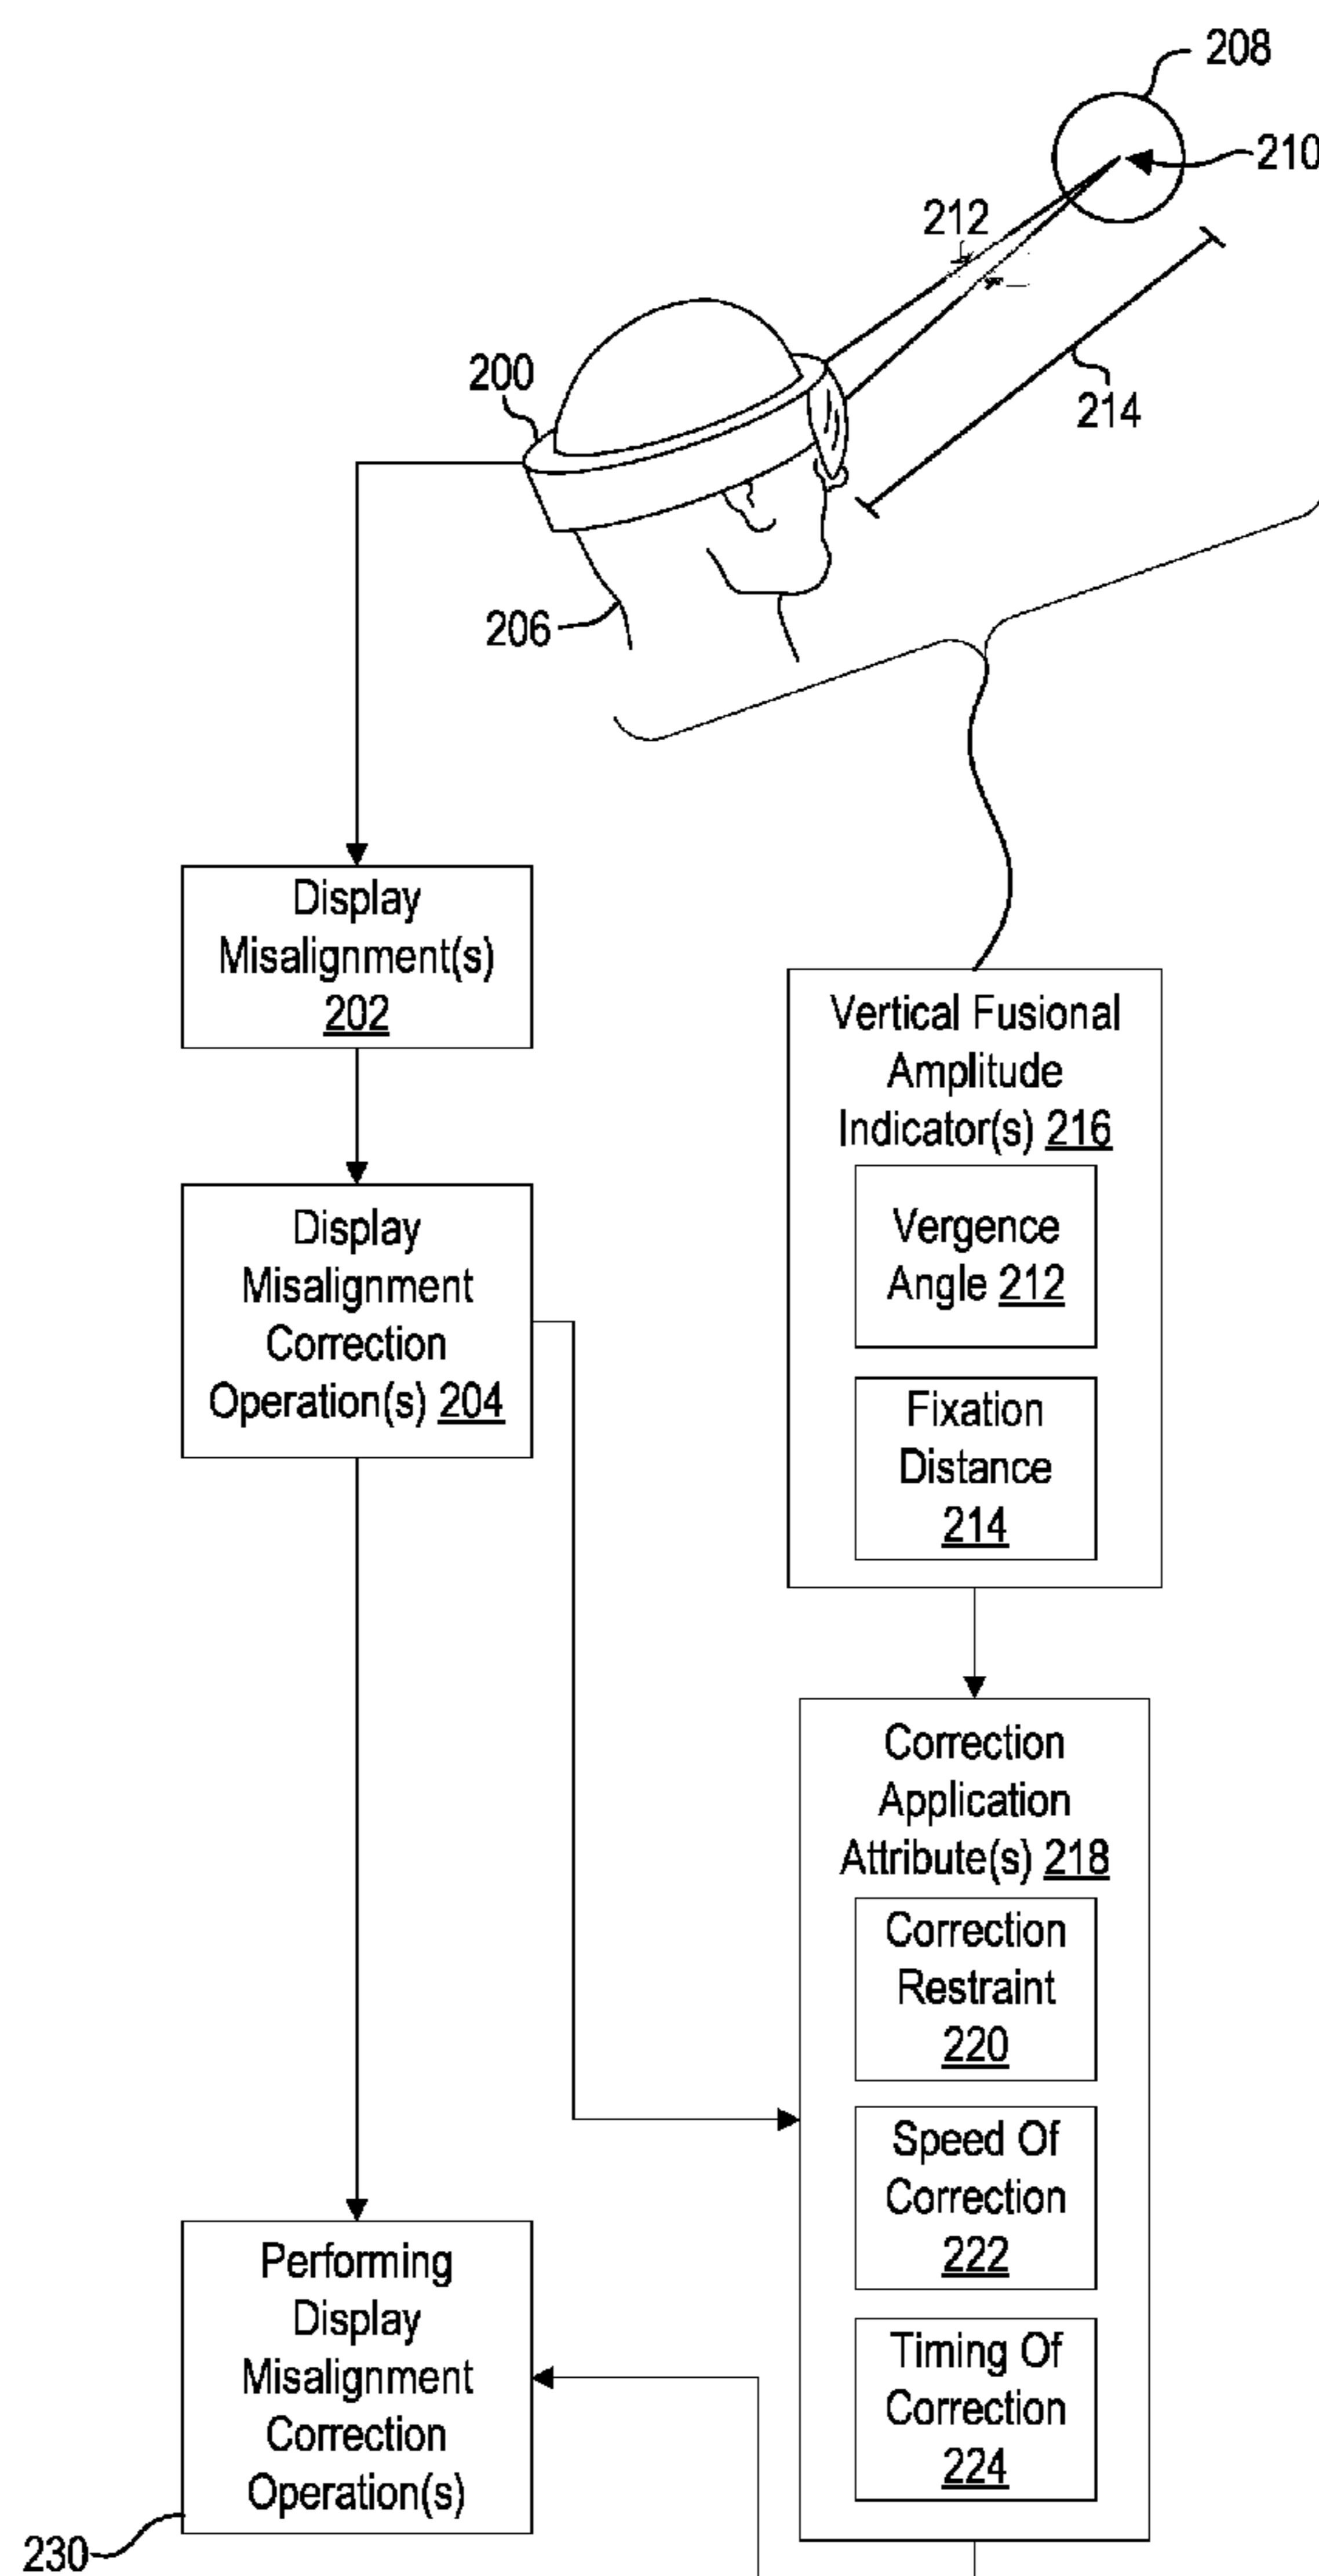 208
210
212
200
214
206
Display
Misalignment(s)
202
Vertical Fusional
Amplitude
Indicator(s) 216
Vergence
Angle 212
Fixation
Distance
214
Display
Misalignment
Correction
Operation(s) 204
Correction
Application
Attribute(s) 218
Correction
Restraint
220
Speed Of
Correction
222
Timing Of
Correction
224
Performing
Display
Misalignment
Correction
Operation(s)
230